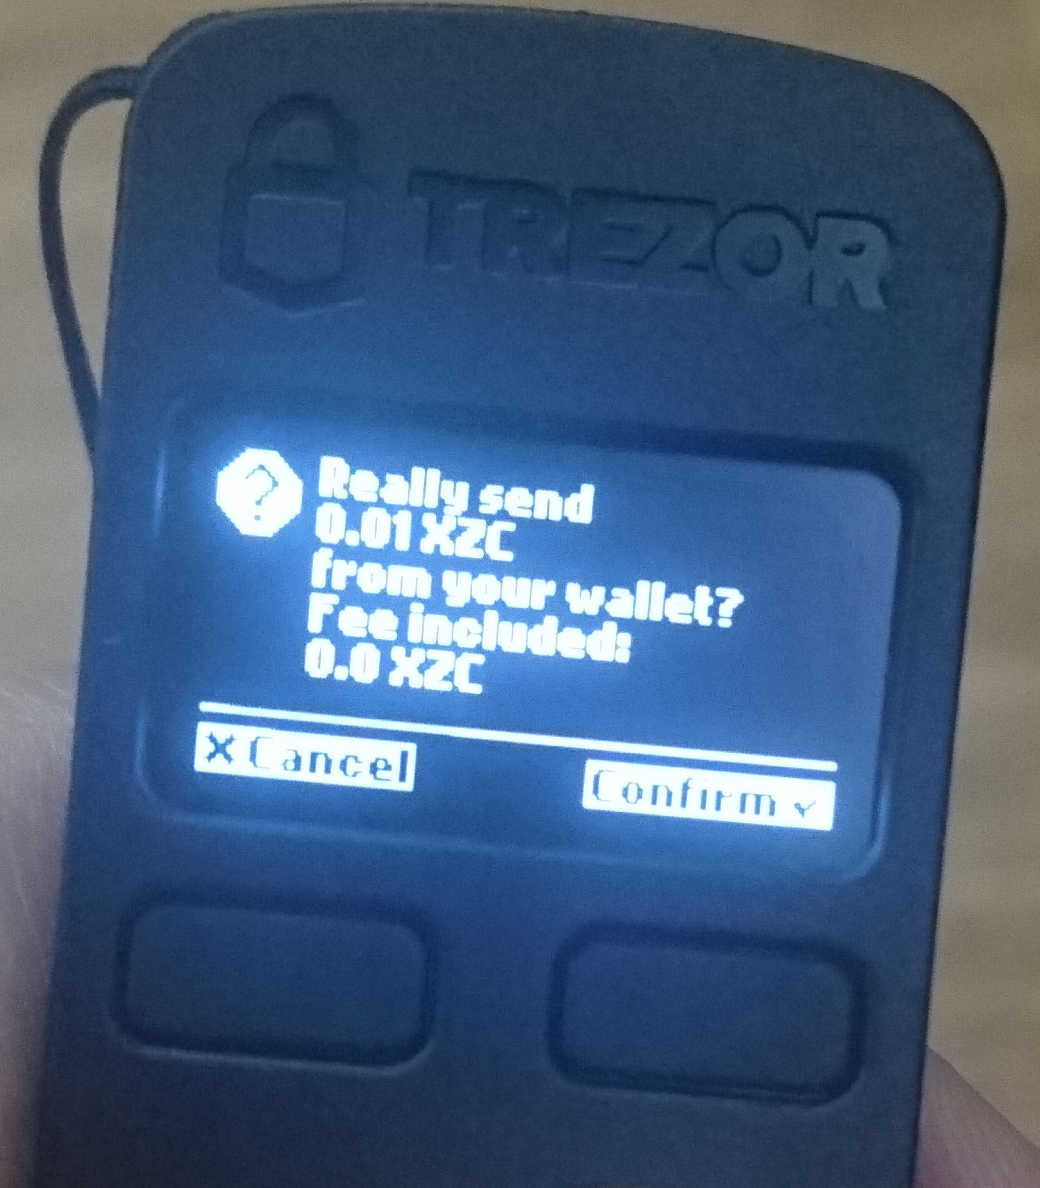 TREZOR
?
Really send
0.01 XZC
from your wallet?
Fee included:
0.0 XZC
X Cancel
Confirm ✓